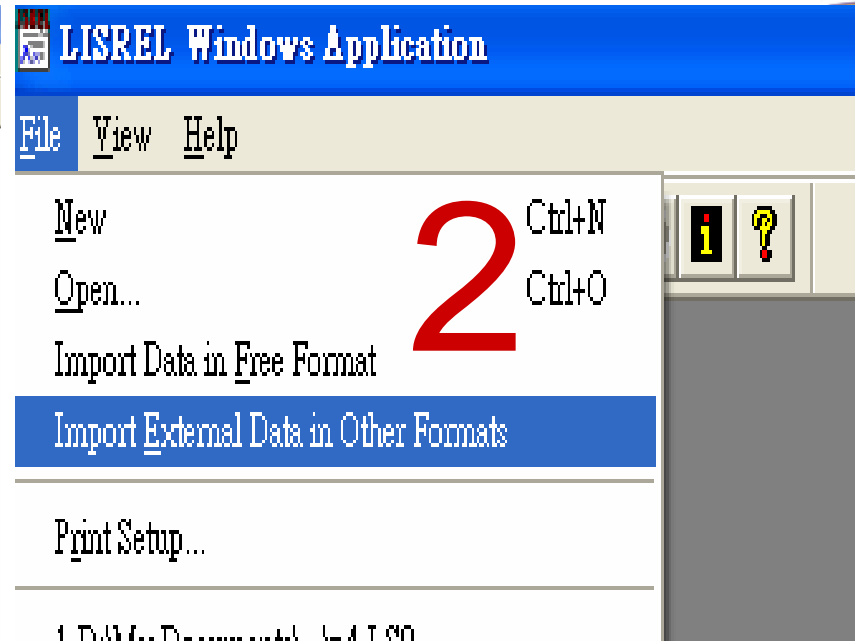 LISREL Windows Application
File View Help
New Ctrl+N
2
Open... Ctrl+O
Import Data in Free Format
Import External Data in Other Formats
Print Setup...